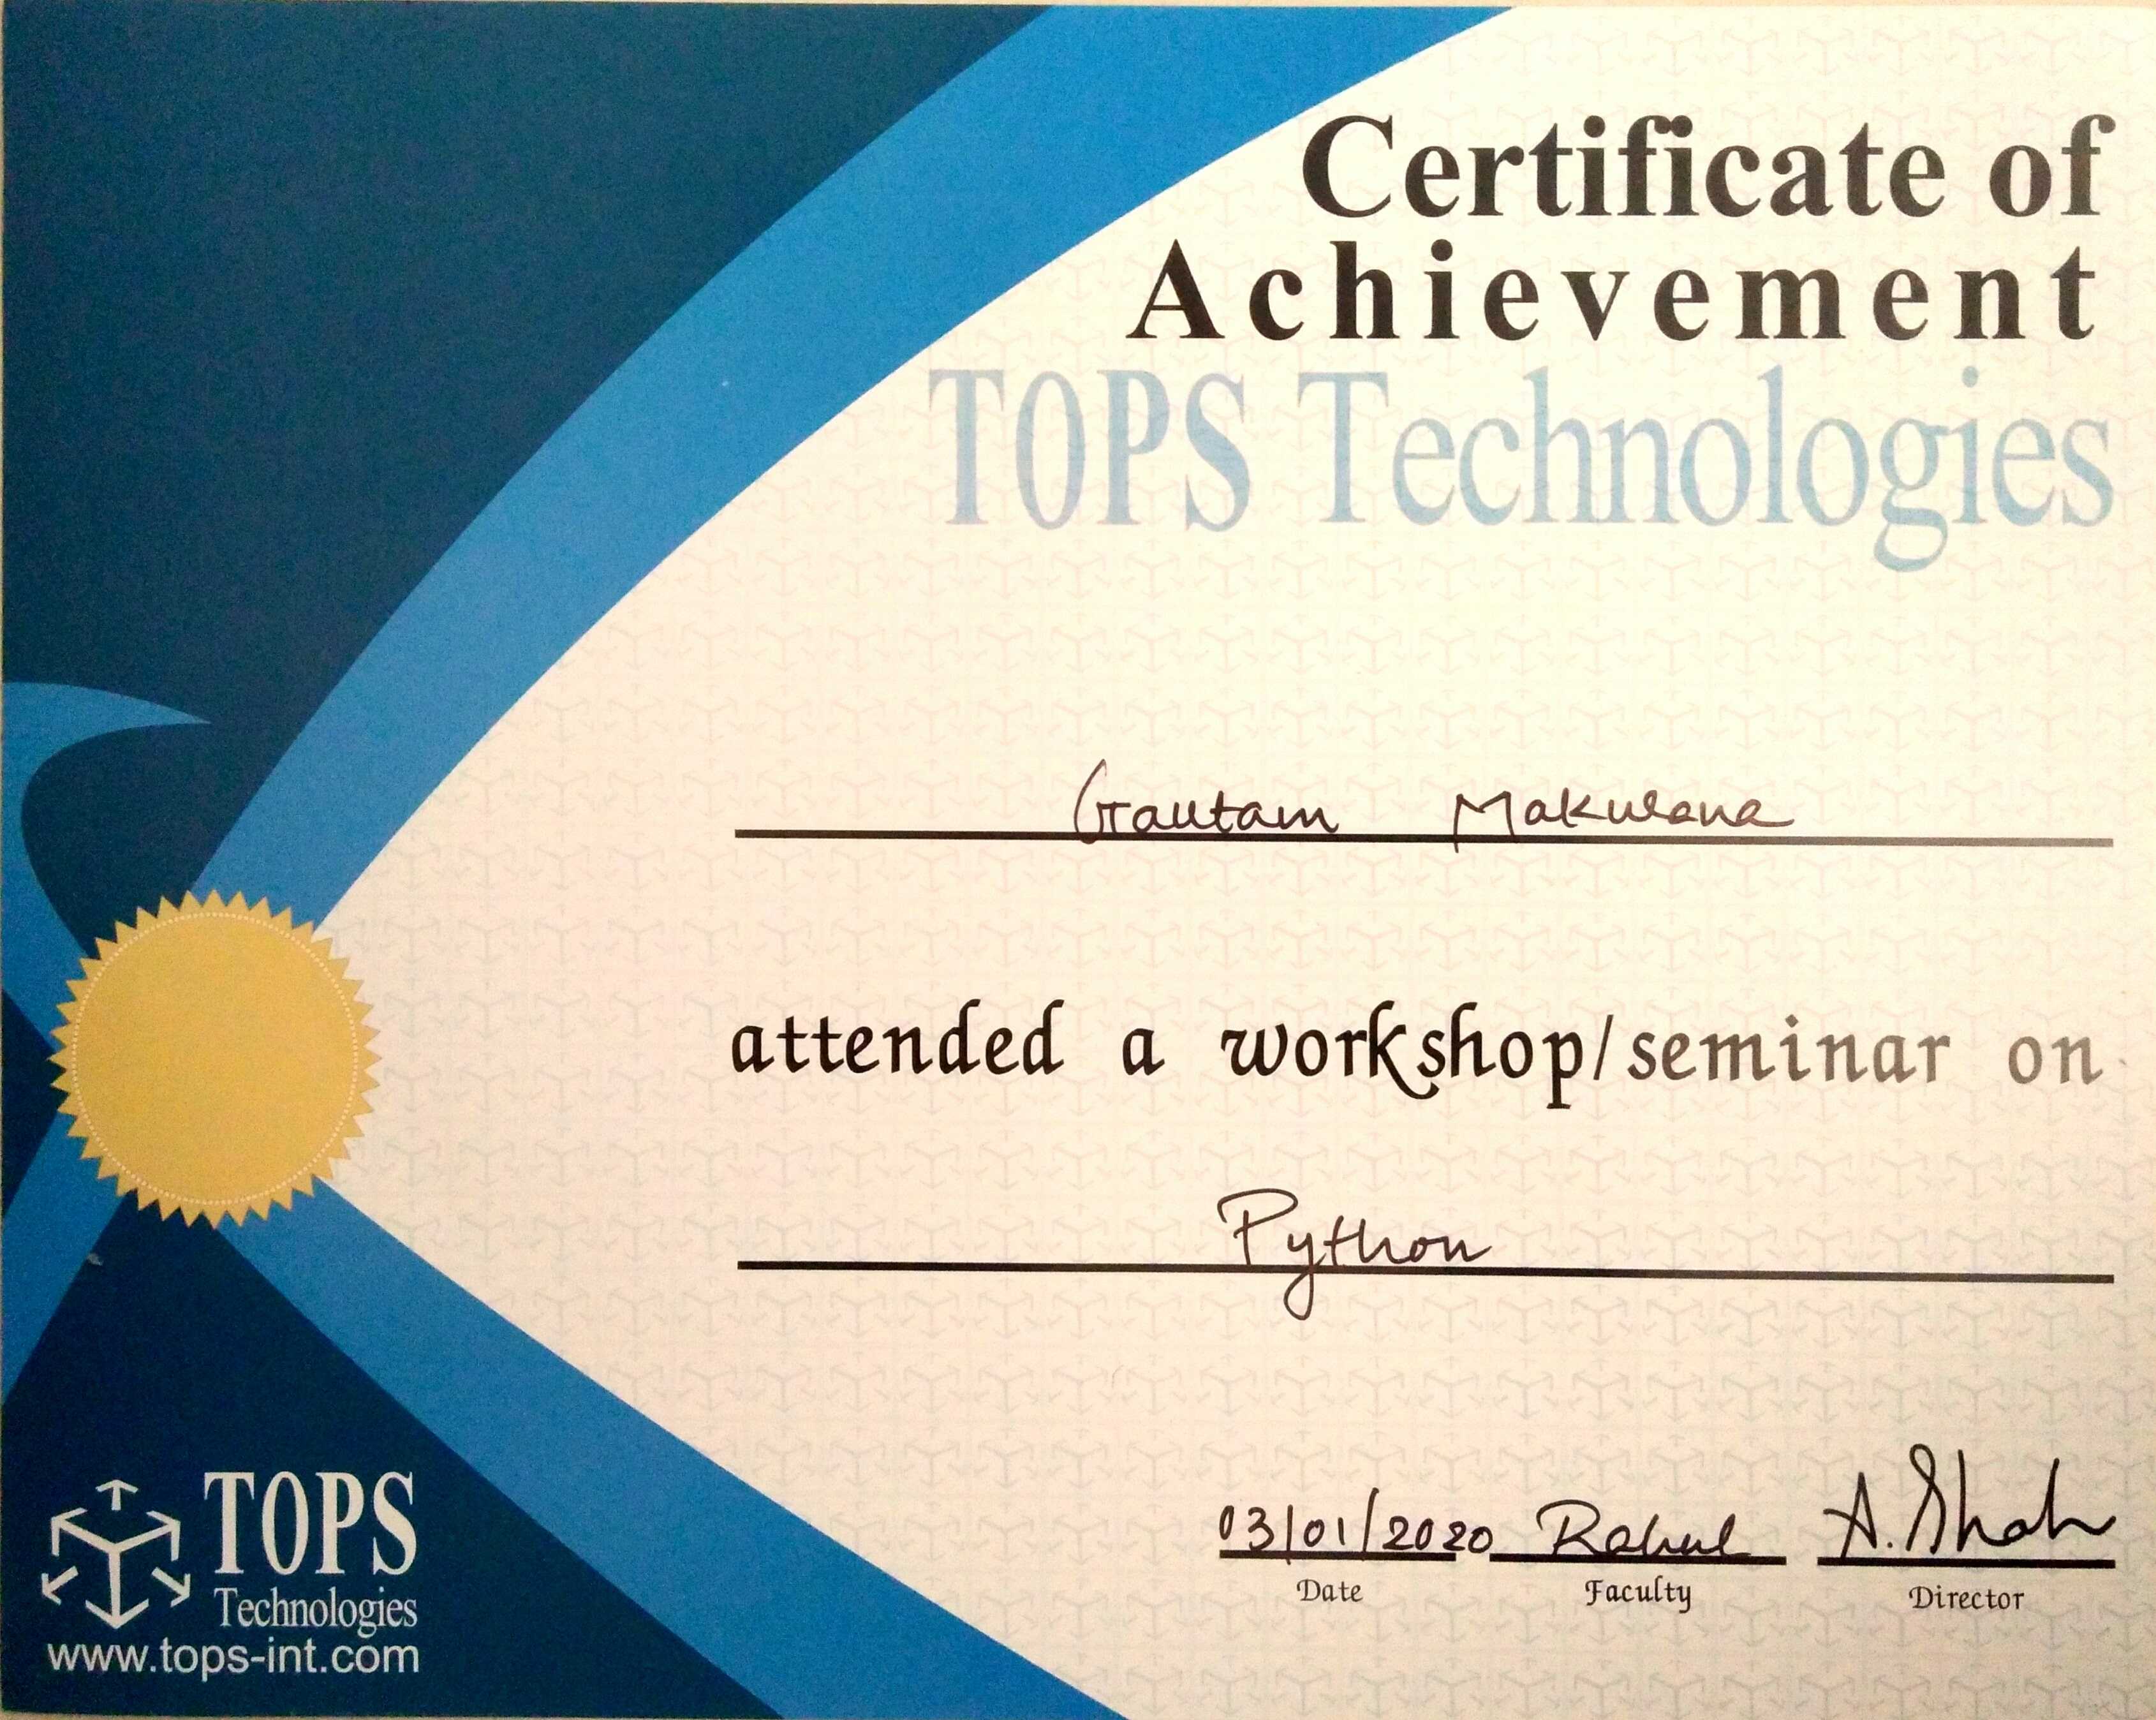 Certificate of
Achievement
TOPS Technologies
Gautam Makwana
attended a workshop/seminar on
Python
03/01/2020 Rahul A. Shah
Date Faculty Director
TOPS
Technologies
www.tops-int.com